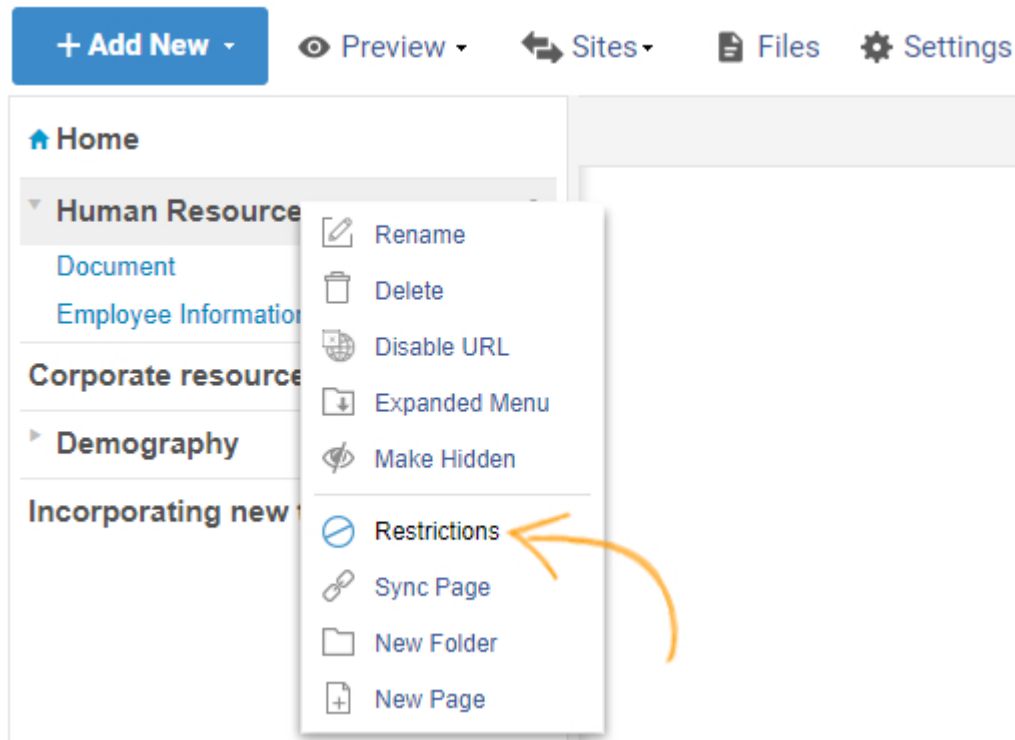 + Add New
Preview
Sites
Files
Settings
Home
Human Resource
Document
Employee Information
Corporate resource
Demography
Incorporating new
Rename
Delete
Disable URL
Expanded Menu
Make Hidden
Restrictions
Sync Page
New Folder
New Page